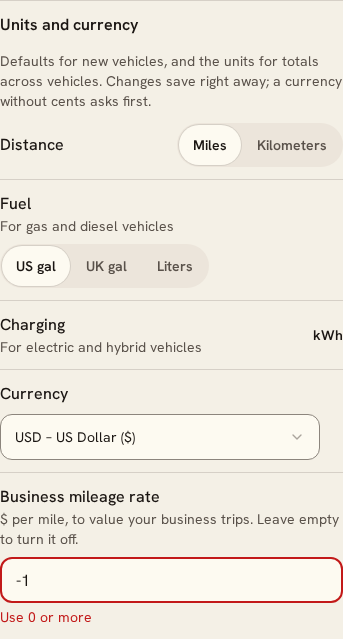 Units and currency
Defaults for new vehicles, and the units for totals
across vehicles. Changes save right away; a currency
without cents asks first.
Distance
Miles
Kilometers
Fuel
For gas and diesel vehicles
US gal
UK gal
Liters
Charging
For electric and hybrid vehicles
kWh
Currency
USD – US Dollar ($)
Business mileage rate
$ per mile, to value your business trips. Leave empty
to turn it off.
-1
Use 0 or more